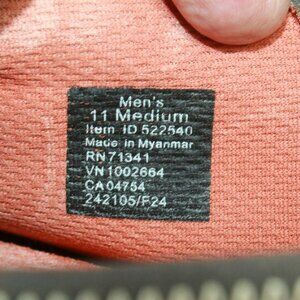 Men's
11 Medium
Item ID 522540
Made in Myanmar
RN71341
VN1002664
CA04754
242105/F24